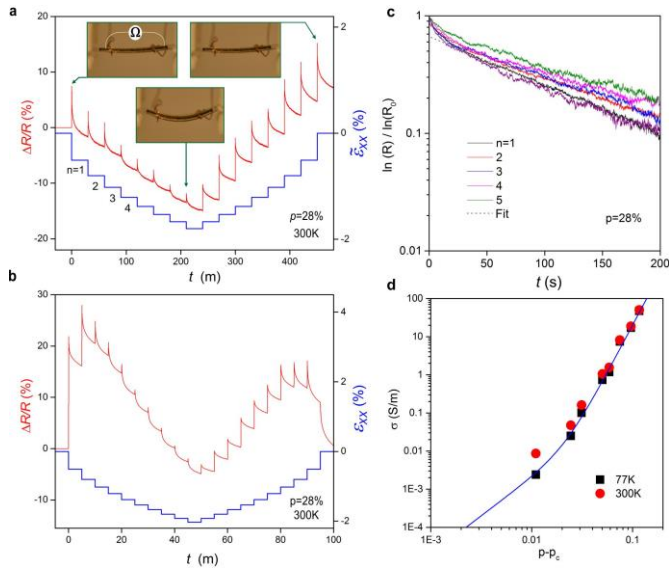 a
Ω
20
10
0
-10
-20
ΔR/R (%)
2
0
-2
ε̃XX (%)
n=1
2
3
4
p=28%
300K
0
100
200
300
400
t (m)
b
30
20
10
0
-10
ΔR/R (%)
4
2
0
-2
εXX (%)
p=28%
300K
0
20
40
60
80
100
t (m)
c
1
0.1
0.01
ln (R) / ln(R₀)
n=1
2
3
4
5
Fit
p=28%
0
50
100
150
200
t (s)
d
100
10
1
0.1
0.01
1E-3
1E-4
σ (S/m)
77K
300K
1E-3
0.01
0.1
p-pc